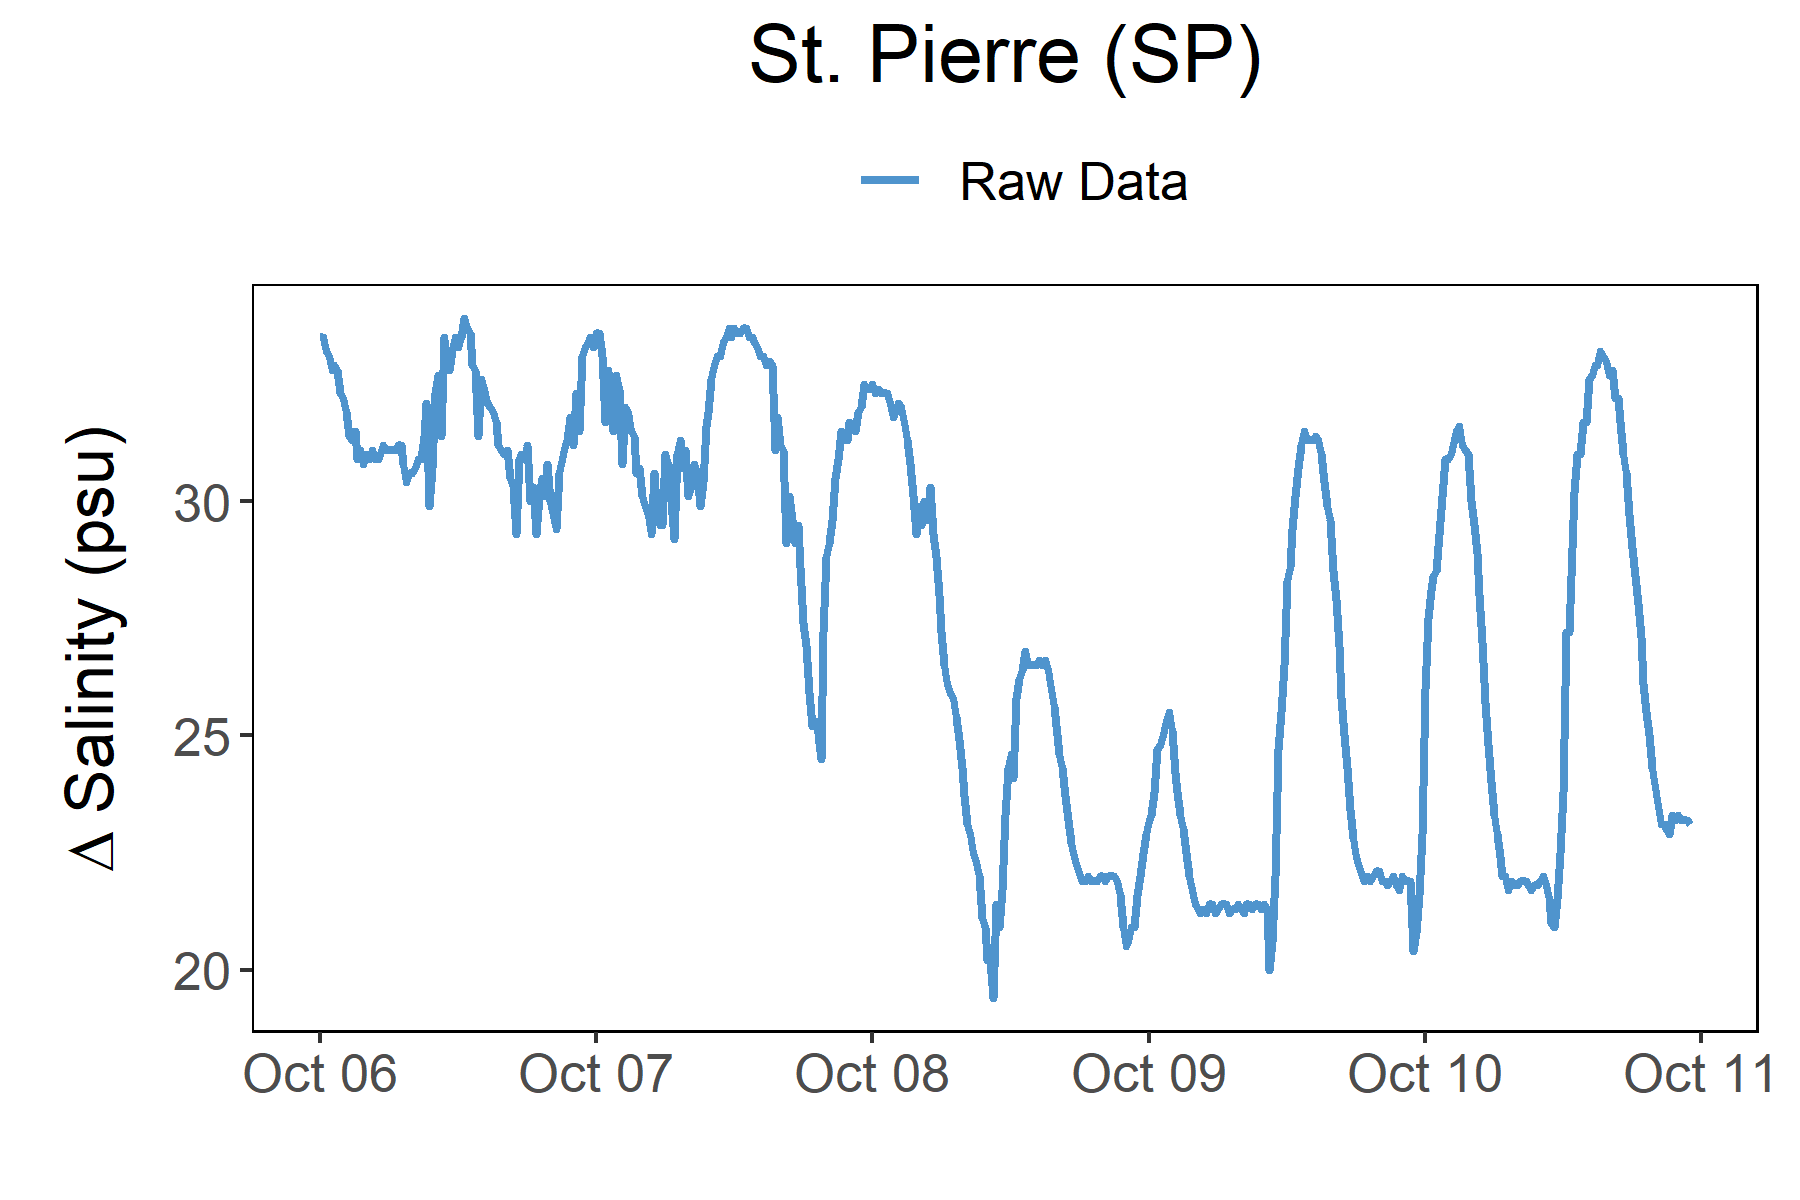 St. Pierre (SP)
Raw Data
Δ Salinity (psu)
30
25
20
Oct 06 Oct 07 Oct 08 Oct 09 Oct 10 Oct 11